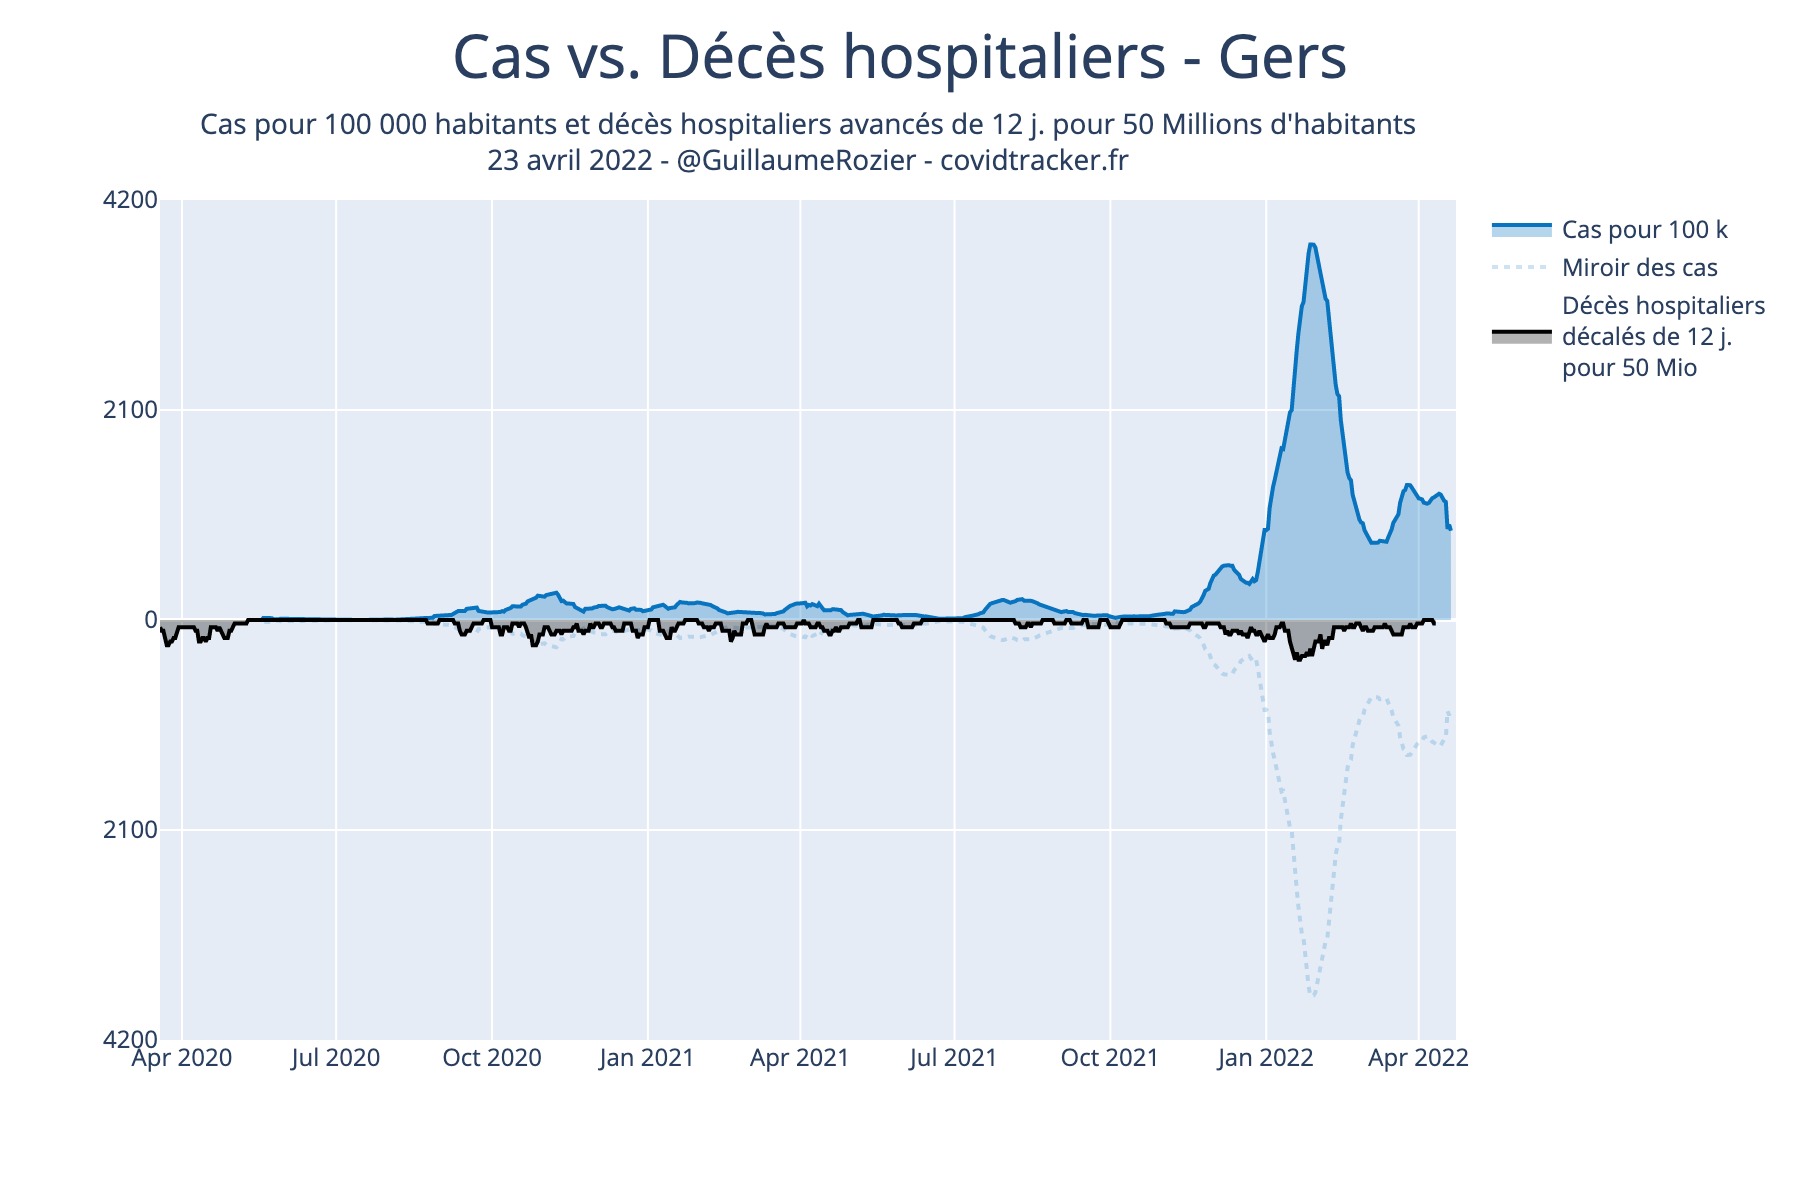 Cas vs. Décès hospitaliers - Gers
Cas pour 100 000 habitants et décès hospitaliers avancés de 12 j. pour 50 Millions d'habitants
23 avril 2022 - @GuillaumeRozier - covidtracker.fr
4200
2100
0
2100
4200
Apr 2020
Jul 2020
Oct 2020
Jan 2021
Apr 2021
Jul 2021
Oct 2021
Jan 2022
Apr 2022
Cas pour 100 k
Miroir des cas
Décès hospitaliers
décalés de 12 j.
pour 50 Mio